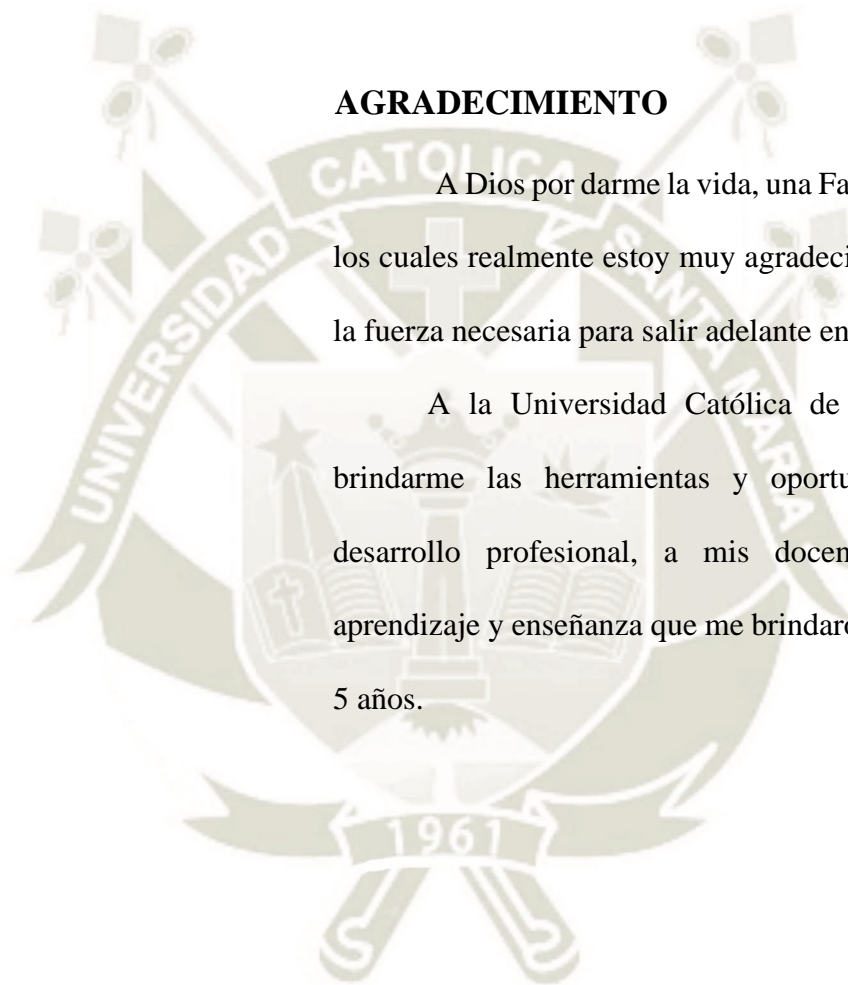 AGRADECIMIENTO
A Dios por darme la vida, una Fa
los cuales realmente estoy muy agradeci
la fuerza necesaria para salir adelante en
A la Universidad Católica de
brindarme las herramientas y oportu
desarrollo profesional, a mis docen
aprendizaje y enseñanza que me brindaro
5 años.
UNIVERSIDAD CATOLICA SANTA MARIA
1961